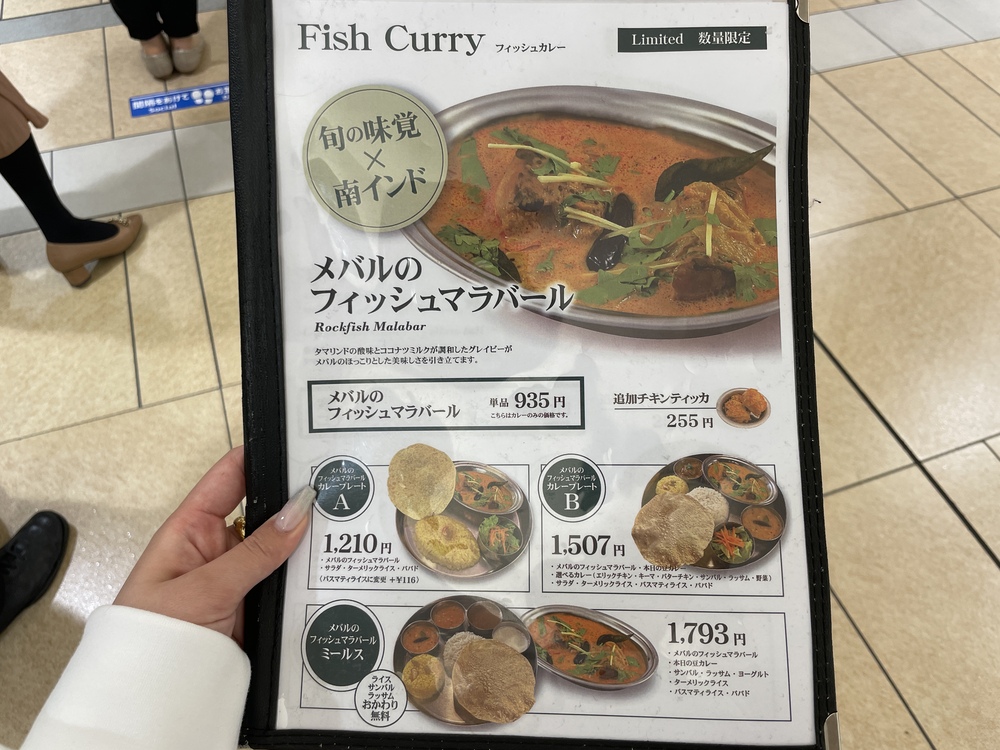 Fish Curry フィッシュカレー
Limited 数量限定
間隔をあけて
旬の味覚
×
南インド
メバルの
フィッシュマラバール
Rockfish Malabar
タマリンドの酸味とココナツミルクが調和したグレイビーが
メバルのほっこりとした美味しさを引き立てます。
メバルの
フィッシュマラバール
単品 935円
こちらはカレーのみの価格です。
追加チキンティッカ
255円
メバルの
フィッシュマラバール
カレープレート
A
1,210円
・メバルのフィッシュマラバール
・サラダ・ターメリックライス・パパド
(バスマティライスに変更 +¥116)
メバルの
フィッシュマラバール
カレープレート
B
1,507円
・メバルのフィッシュマラバール・本日の豆カレー
・選べるカレー(エリックチキン・キーマ・バターチキン・サンバル・ラッサム・野菜)
・サラダ・ターメリックライス・バスマティライス・パパド
メバルの
フィッシュマラバール
ミールス
ライス
サンバル
ラッサム
おかわり
無料
1,793円
・メバルのフィッシュマラバール
・本日の豆カレー
・サンバル・ラッサム・ヨーグルト
・ターメリックライス
・バスマティライス・パパド